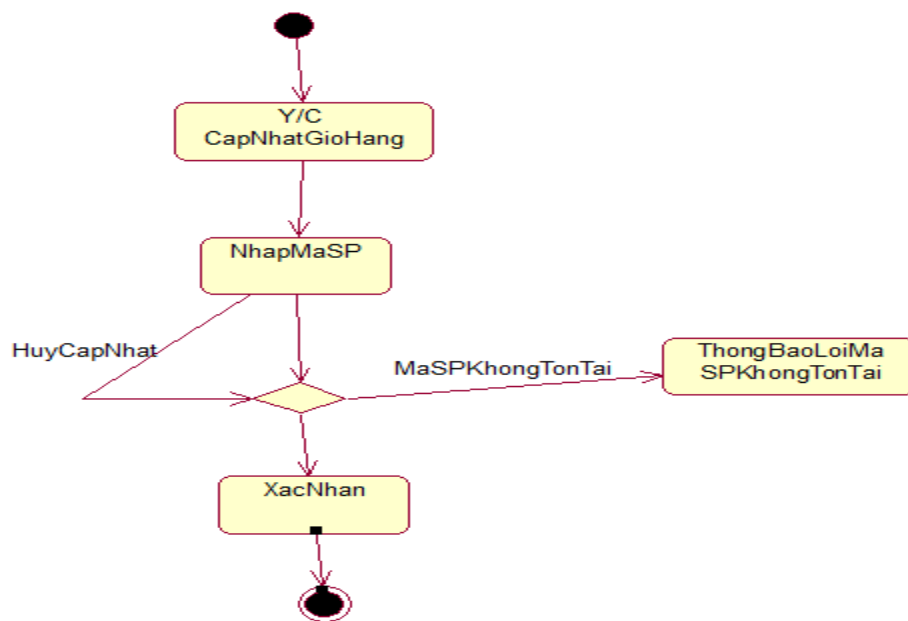 Y/C
CapNhatGioHang
NhapMaSP
HuyCapNhat
MaSPKhongTonTai
ThongBaoLoiMa
SPKhongTonTai
XacNhan